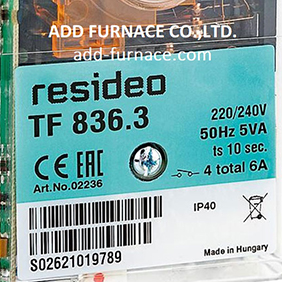 ADD FURNACE CO.,LTD.
add-furnace.com
resideo
TF 836.3
220/240V
50Hz 5VA
ts 10 sec.
4 total 6A
CE EAC
Art.No.02236
IP40
Made in Hungary
S02621019789